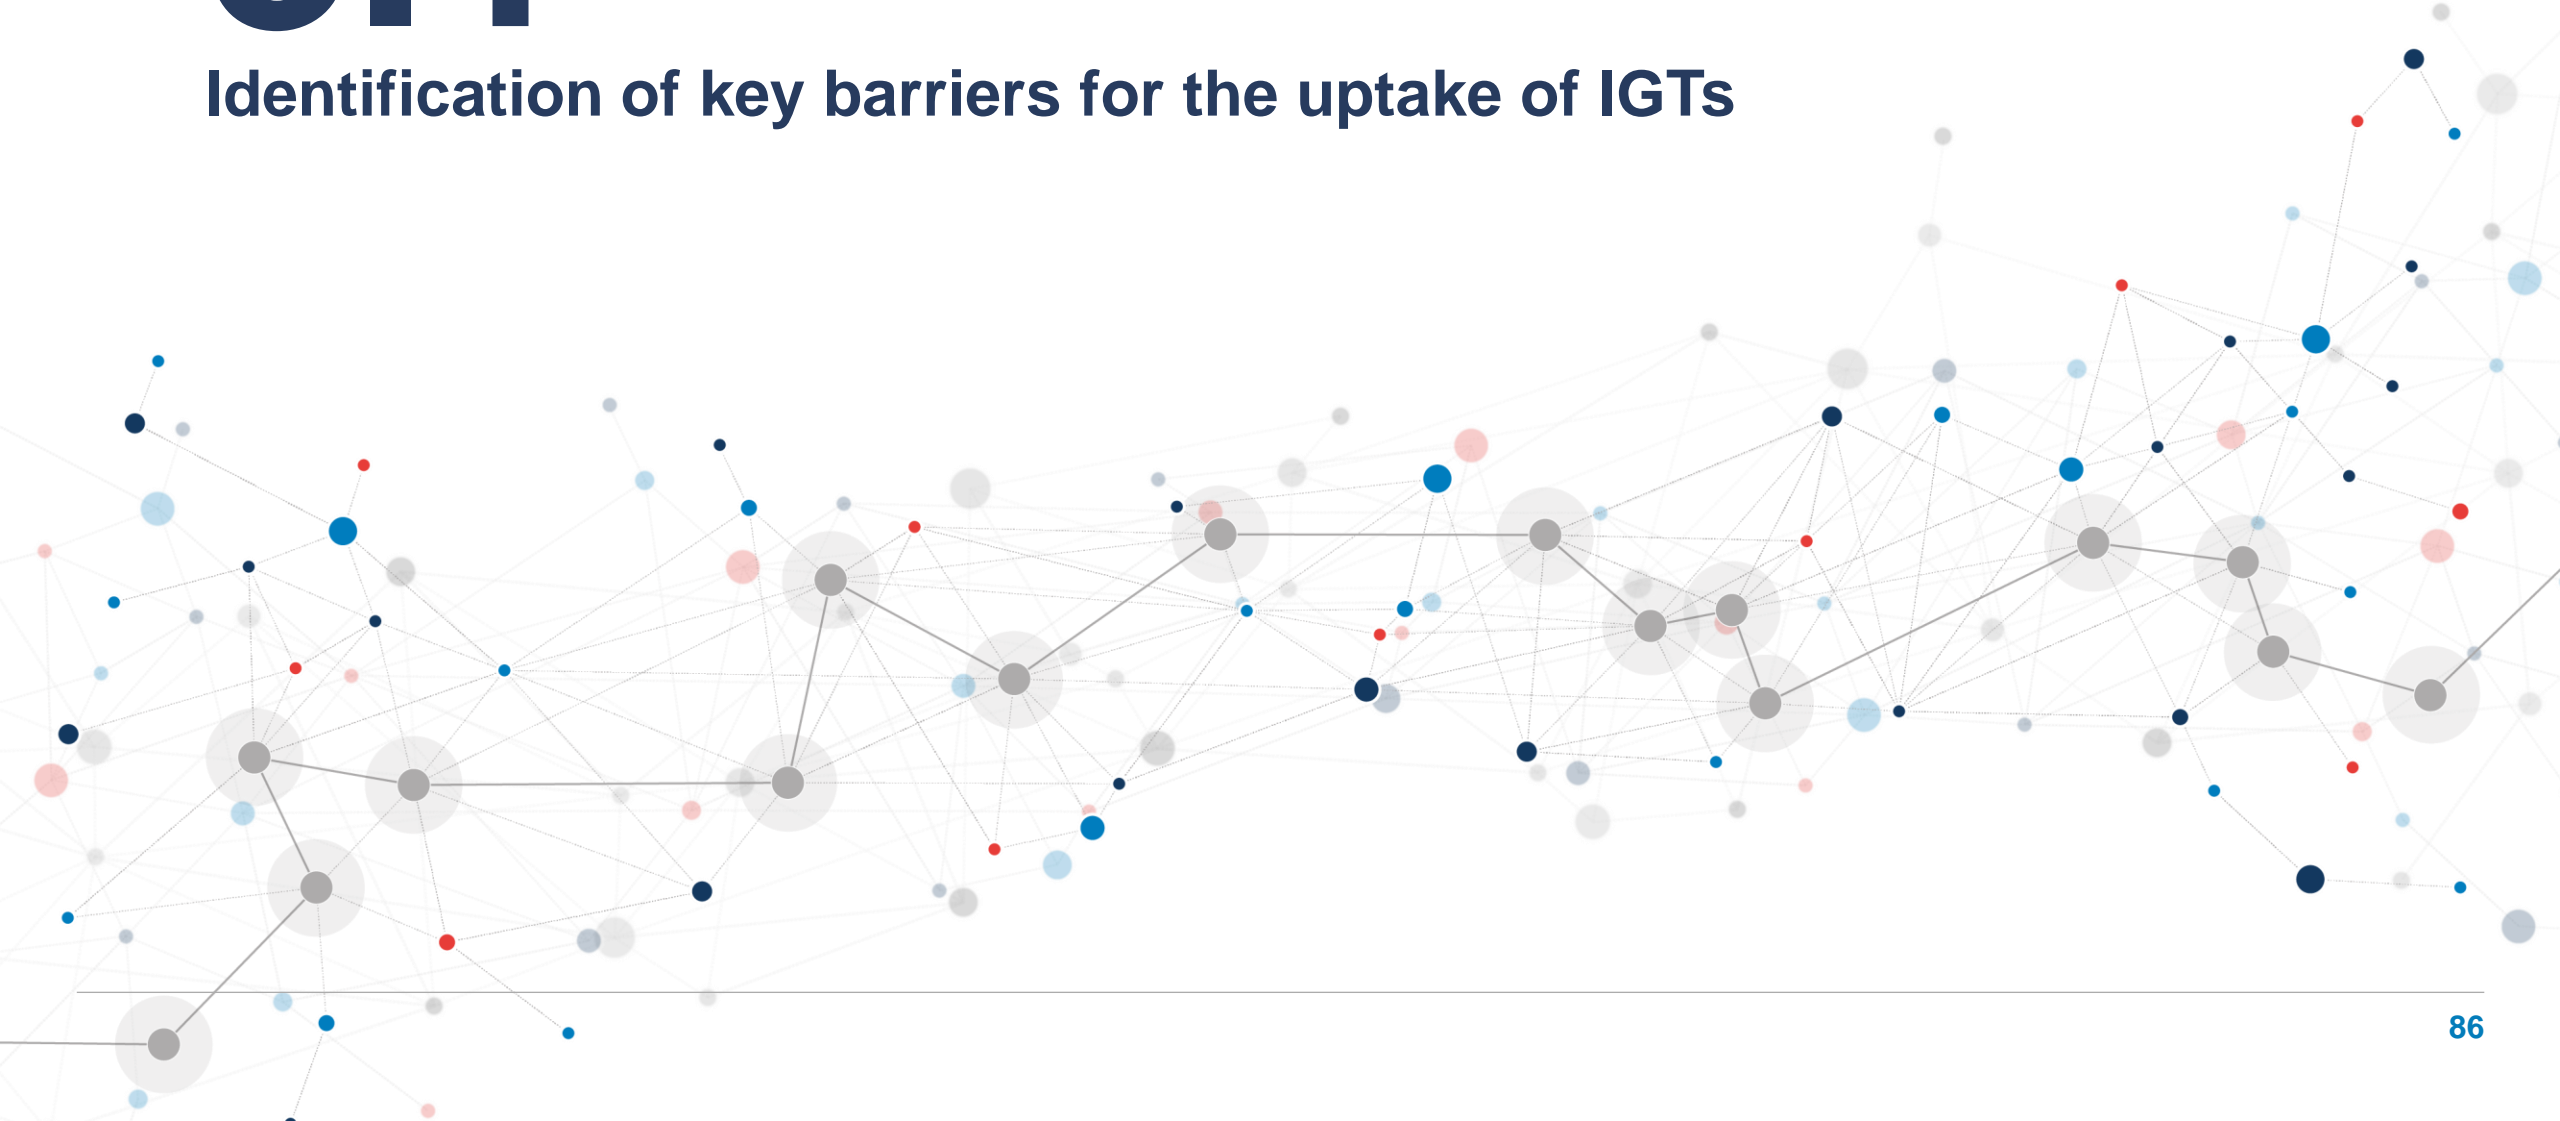 Identification of key barriers for the uptake of IGTs
86